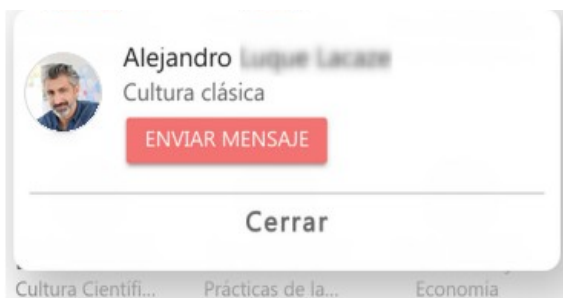 Alejandro
Cultura clásica
ENVIAR MENSAJE
Cerrar
Cultura Científi... Prácticas de la... Economía